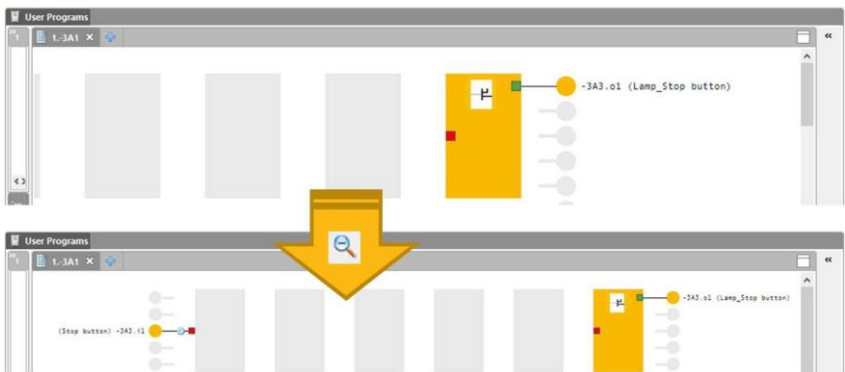 User Programs
1.-3A1
-3A3.o1 (Lamp_Stop button)
User Programs
1.-3A1
-3A3.o1 (Lamp_Stop button)
(Stop button) -3A3.i1